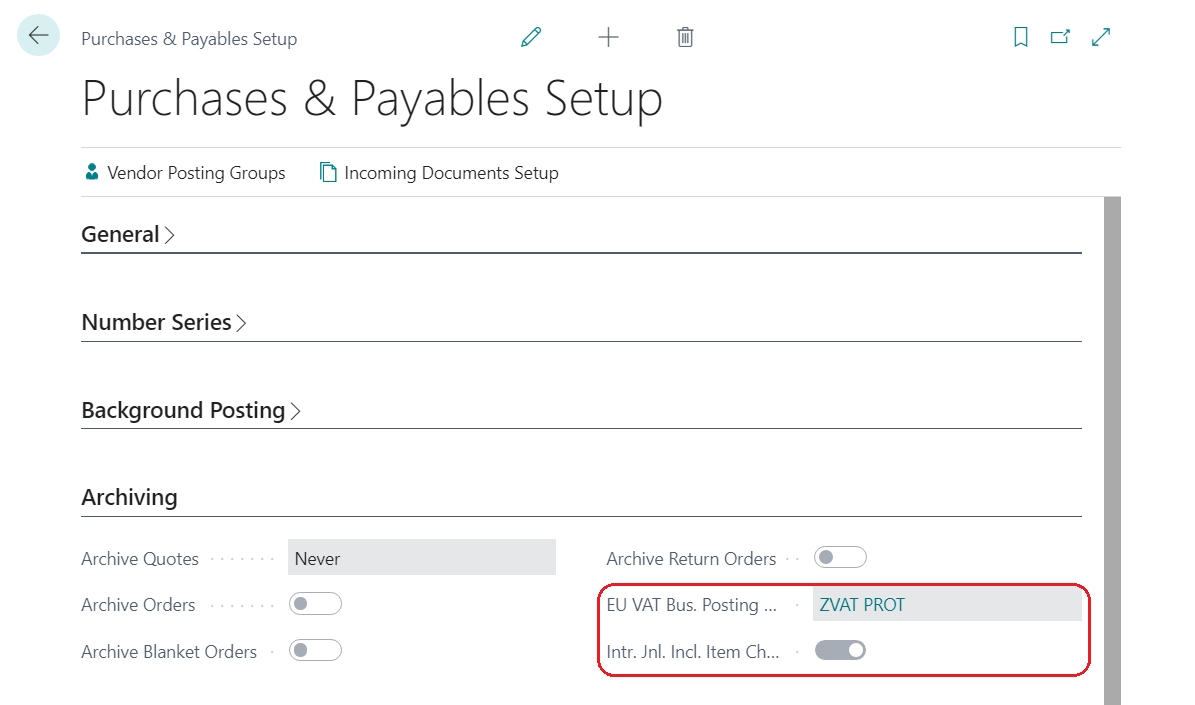 Purchases & Payables Setup
Purchases & Payables Setup
Vendor Posting Groups
Incoming Documents Setup
General
Number Series
Background Posting
Archiving
Archive Quotes
Never
Archive Orders
Archive Blanket Orders
Archive Return Orders
EU VAT Bus. Posting ...
ZVAT PROT
Intr. Jnl. Incl. Item Ch...